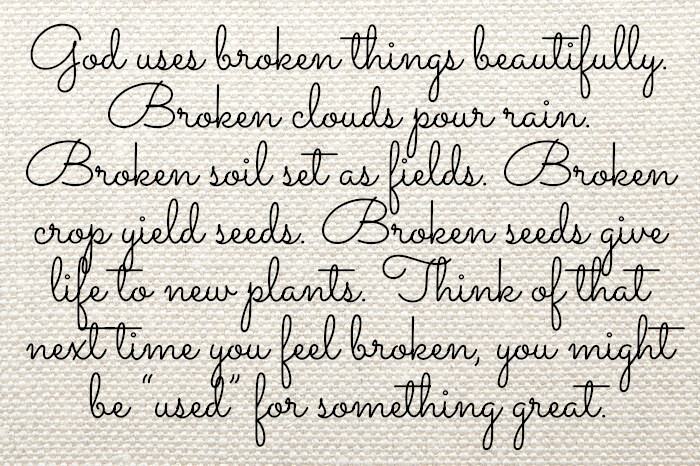 God uses broken things beautifully.
Broken clouds pour rain.
Broken soil set as fields. Broken
crop yield seeds. Broken seeds give
life to new plants. Think of that
next time you feel broken, you might
be “used” for something great.